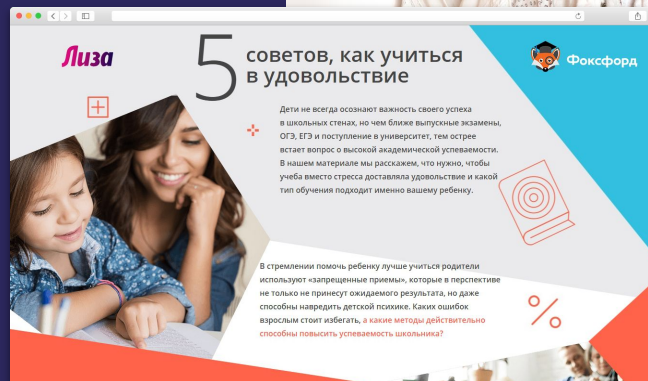 Лиза
5 советов, как учиться
в удовольствие
Фоксфорд
Дети не всегда осознают важность своего успеха
в школьных стенах, но чем ближе выпускные экзамены,
ОГЭ, ЕГЭ и поступление в университет, тем острее
встает вопрос о высокой академической успеваемости.
В нашем материале мы расскажем, что нужно, чтобы
учеба вместо стресса доставляла удовольствие и какой
тип обучения подходит именно вашему ребенку.
В стремлении помочь ребенку лучше учиться родители
используют «запрещенные приемы», которые в перспективе
не только не принесут ожидаемого результата, но даже
способны навредить детской психике. Каких ошибок
взрослым стоит избегать, а какие методы действительно
способны повысить успеваемость школьника?
%